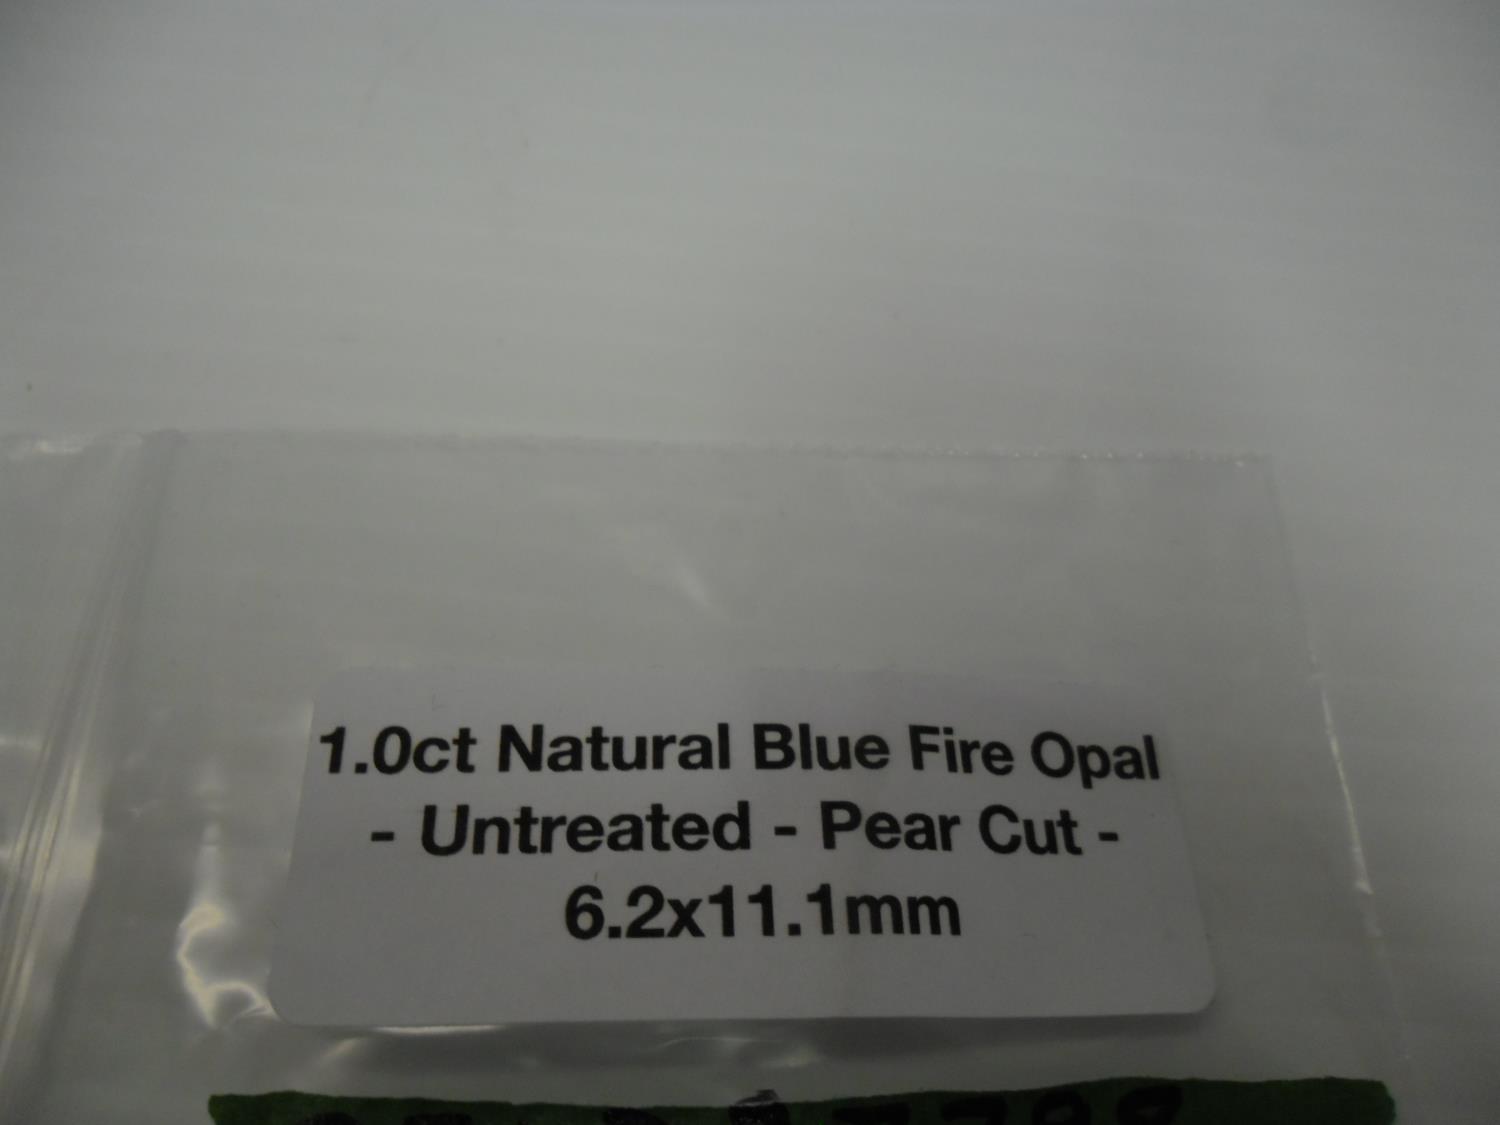 1.0ct Natural Blue Fire Opal
- Untreated - Pear Cut -
6.2x11.1mm